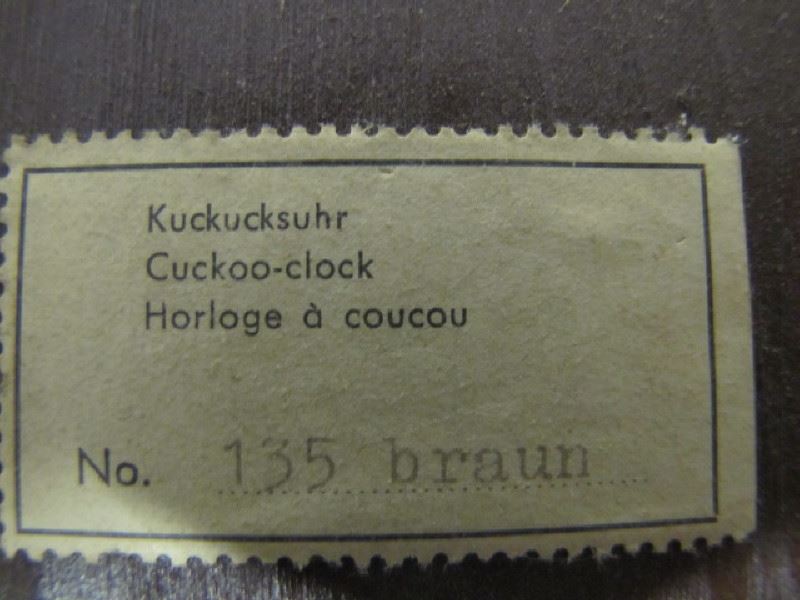 Kuckucksuhr
Cuckoo-clock
Horloge à coucou
No. 135 braun